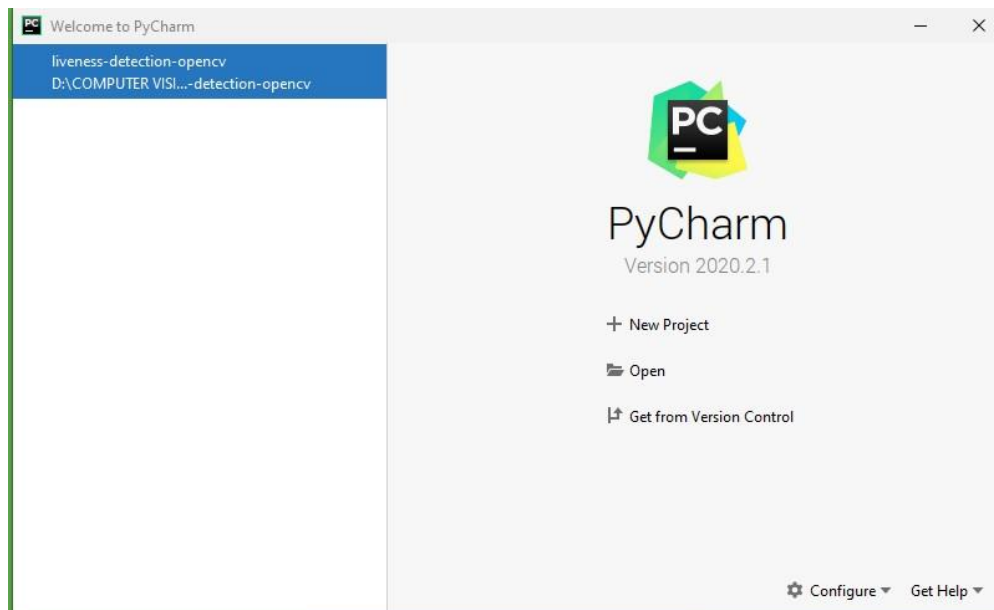 Welcome to PyCharm
liveness-detection-opencv
D:\COMPUTER VISI...-detection-opencv
PC
PyCharm
Version 2020.2.1
New Project
Open
Get from Version Control
Configure
Get Help